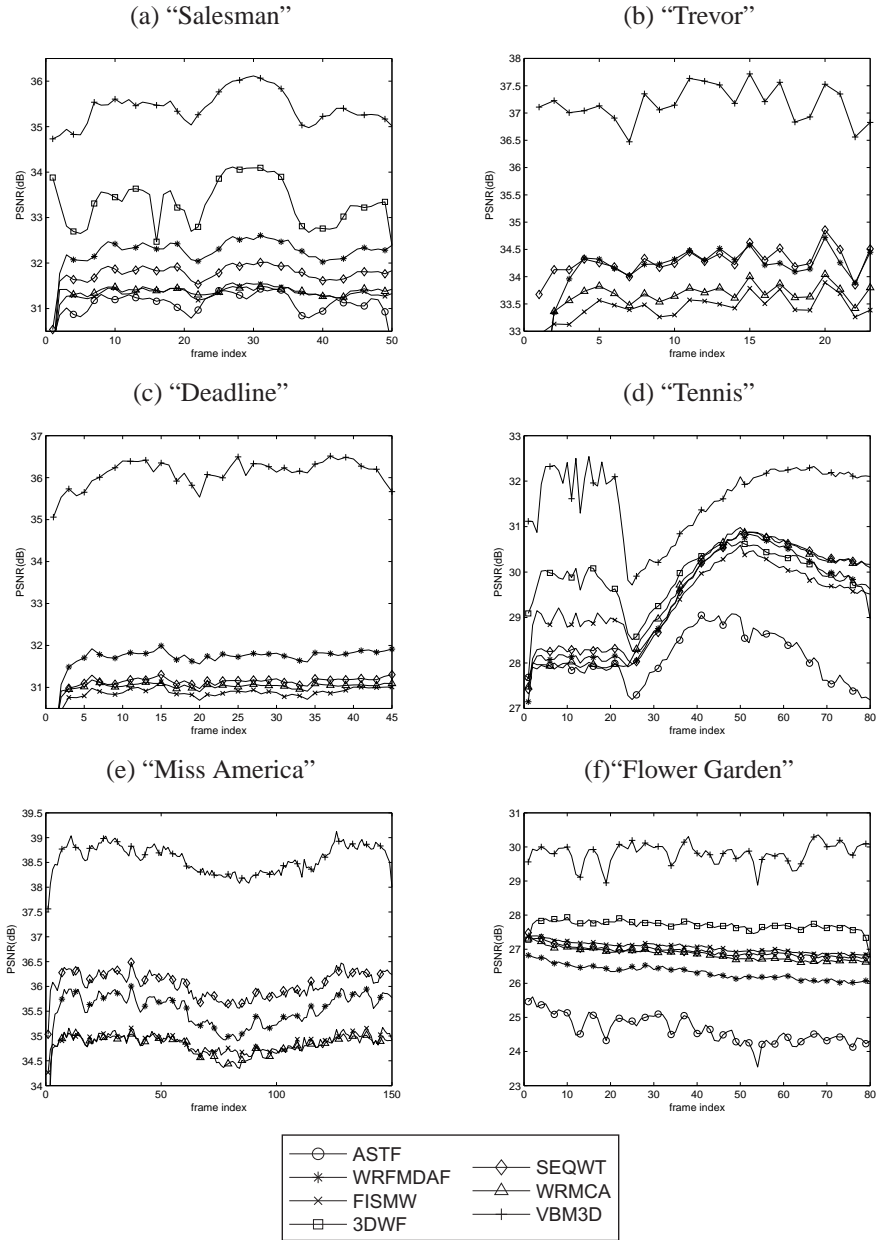 (a) “Salesman”
(b) “Trevor”
36
35
34
33
32
31
PSNR(dB)
0 10 20 30 40 50
frame index
38
37.5
37
36.5
36
35.5
35
34.5
34
33.5
33
PSNR(dB)
5 10 15 20
frame index
(c) “Deadline”
(d) “Tennis”
37
36
35
34
33
32
31
PSNR(dB)
0 5 10 15 20 25 30 35 40 45
frame index
33
32
31
30
29
28
27
PSNR(dB)
0 10 20 30 40 50 60 70 80
frame index
(e) “Miss America”
(f)“Flower Garden”
39.5
39
38.5
38
37.5
37
36.5
36
35.5
35
34.5
34
PSNR(dB)
0 50 100 150
frame index
31
30
29
28
27
26
25
24
23
PSNR(dB)
0 10 20 30 40 50 60 70 80
frame index
ASTF
WRFMDAF
FISMW
3DWF
SEQWT
WRMCA
VBM3D